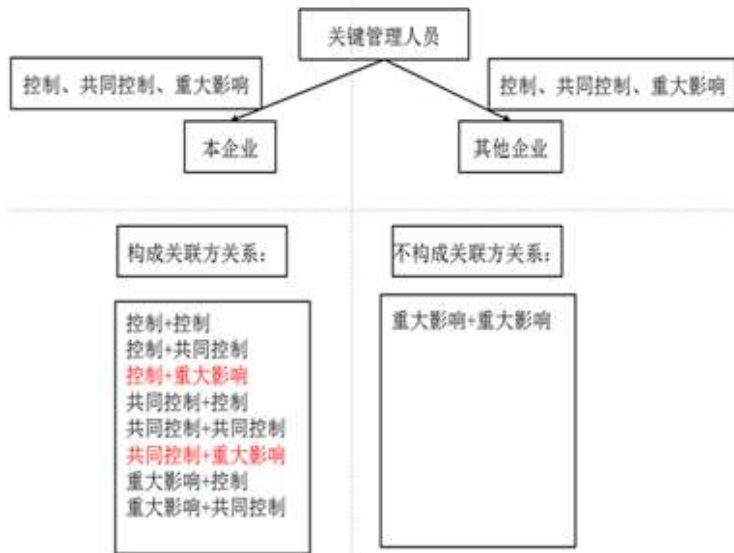 关键管理人员
控制、共同控制、重大影响
控制、共同控制、重大影响
本企业
其他企业
构成关联方关系：
不构成关联方关系：
控制+控制
控制+共同控制
控制+重大影响
共同控制+控制
共同控制+共同控制
共同控制+重大影响
重大影响+控制
重大影响+共同控制
重大影响+重大影响